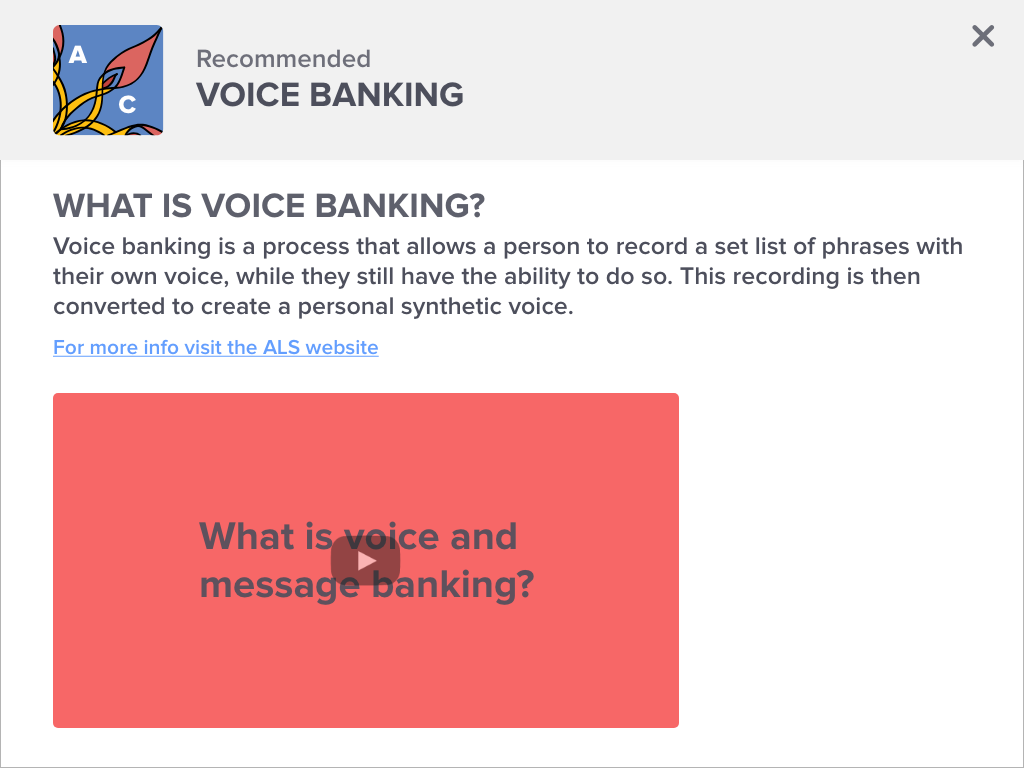 A
C
Recommended
VOICE BANKING
WHAT IS VOICE BANKING?
Voice banking is a process that allows a person to record a set list of phrases with
their own voice, while they still have the ability to do so. This recording is then
converted to create a personal synthetic voice.
For more info visit the ALS website
What is voice and
message banking?